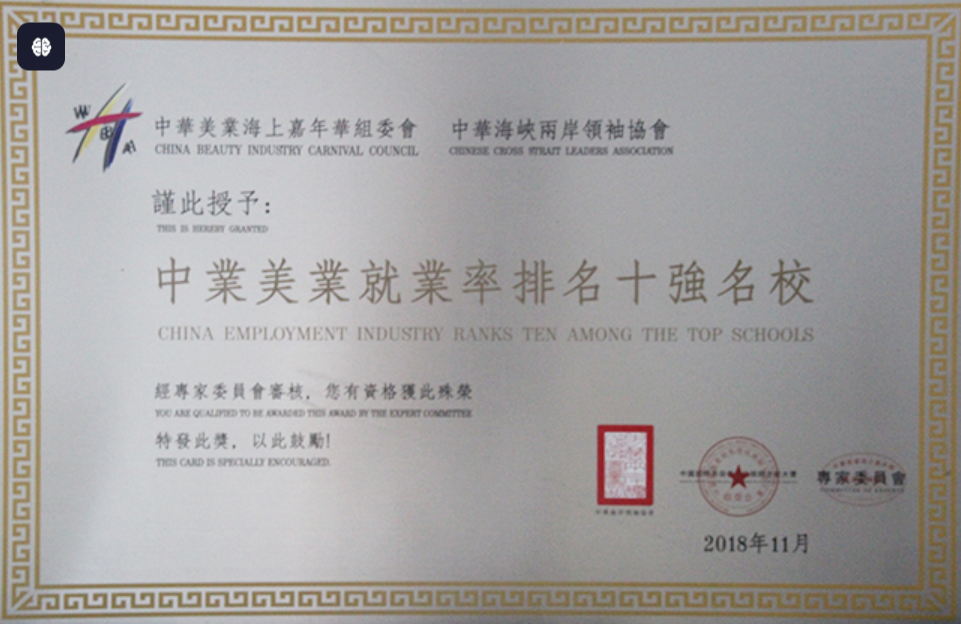 W
B
A
中華美業海上嘉年華組委會
CHINA BEAUTY INDUSTRY CARNIVAL COUNCIL
中華海峽兩岸領袖協會
CHINESE CROSS STRAIT LEADERS ASSOCIATION
謹此授予:
THIS IS HEREBY GRANTED
中業美業就業率排名十強名校
CHINA EMPLOYMENT INDUSTRY RANKS TEN AMONG THE TOP SCHOOLS
經專家委員會審核, 您有資格獲此殊榮
YOU ARE QUALIFIED TO BE AWARDED THIS AWARD BY THE EXPERT COMMITTEE
特發此獎, 以此鼓勵!
THIS CARD IS SPECIALLY ENCOURAGED.
專家委員會
COMMITTEE OF EXPERTS
2018年11月